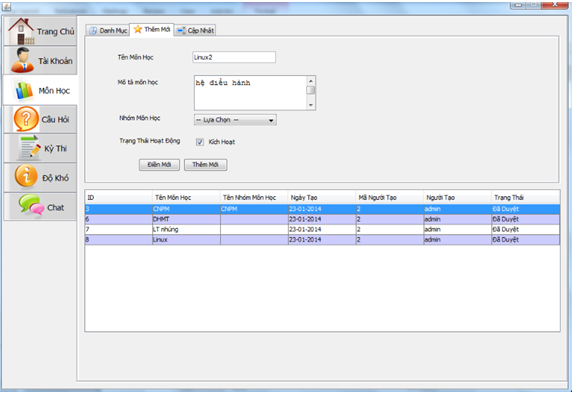 Trang Chủ
Tài Khoản
Môn Học
Câu Hỏi
Kỳ Thi
Độ Khó
Chat
Danh Mục
Thêm Mới
Cập Nhất
Tên Môn Học
Linux2
Mô tả môn học
hệ điều hành
Nhóm Môn Học
-- Lựa Chọn --
Trạng Thái Hoạt Động
Kích Hoạt
Điền Mới
Thêm Mới
ID Tên Môn Học Tên Nhóm Môn Học Ngày Tạo Mã Người Tạo Người Tạo Trạng Thái
3 CNPM CNPM 23-01-2014 2 admin Đã Duyệt
6 DHMT 23-01-2014 2 admin Đã Duyệt
7 LT nhúng 23-01-2014 2 admin Đã Duyệt
8 Linux 23-01-2014 2 admin Đã Duyệt